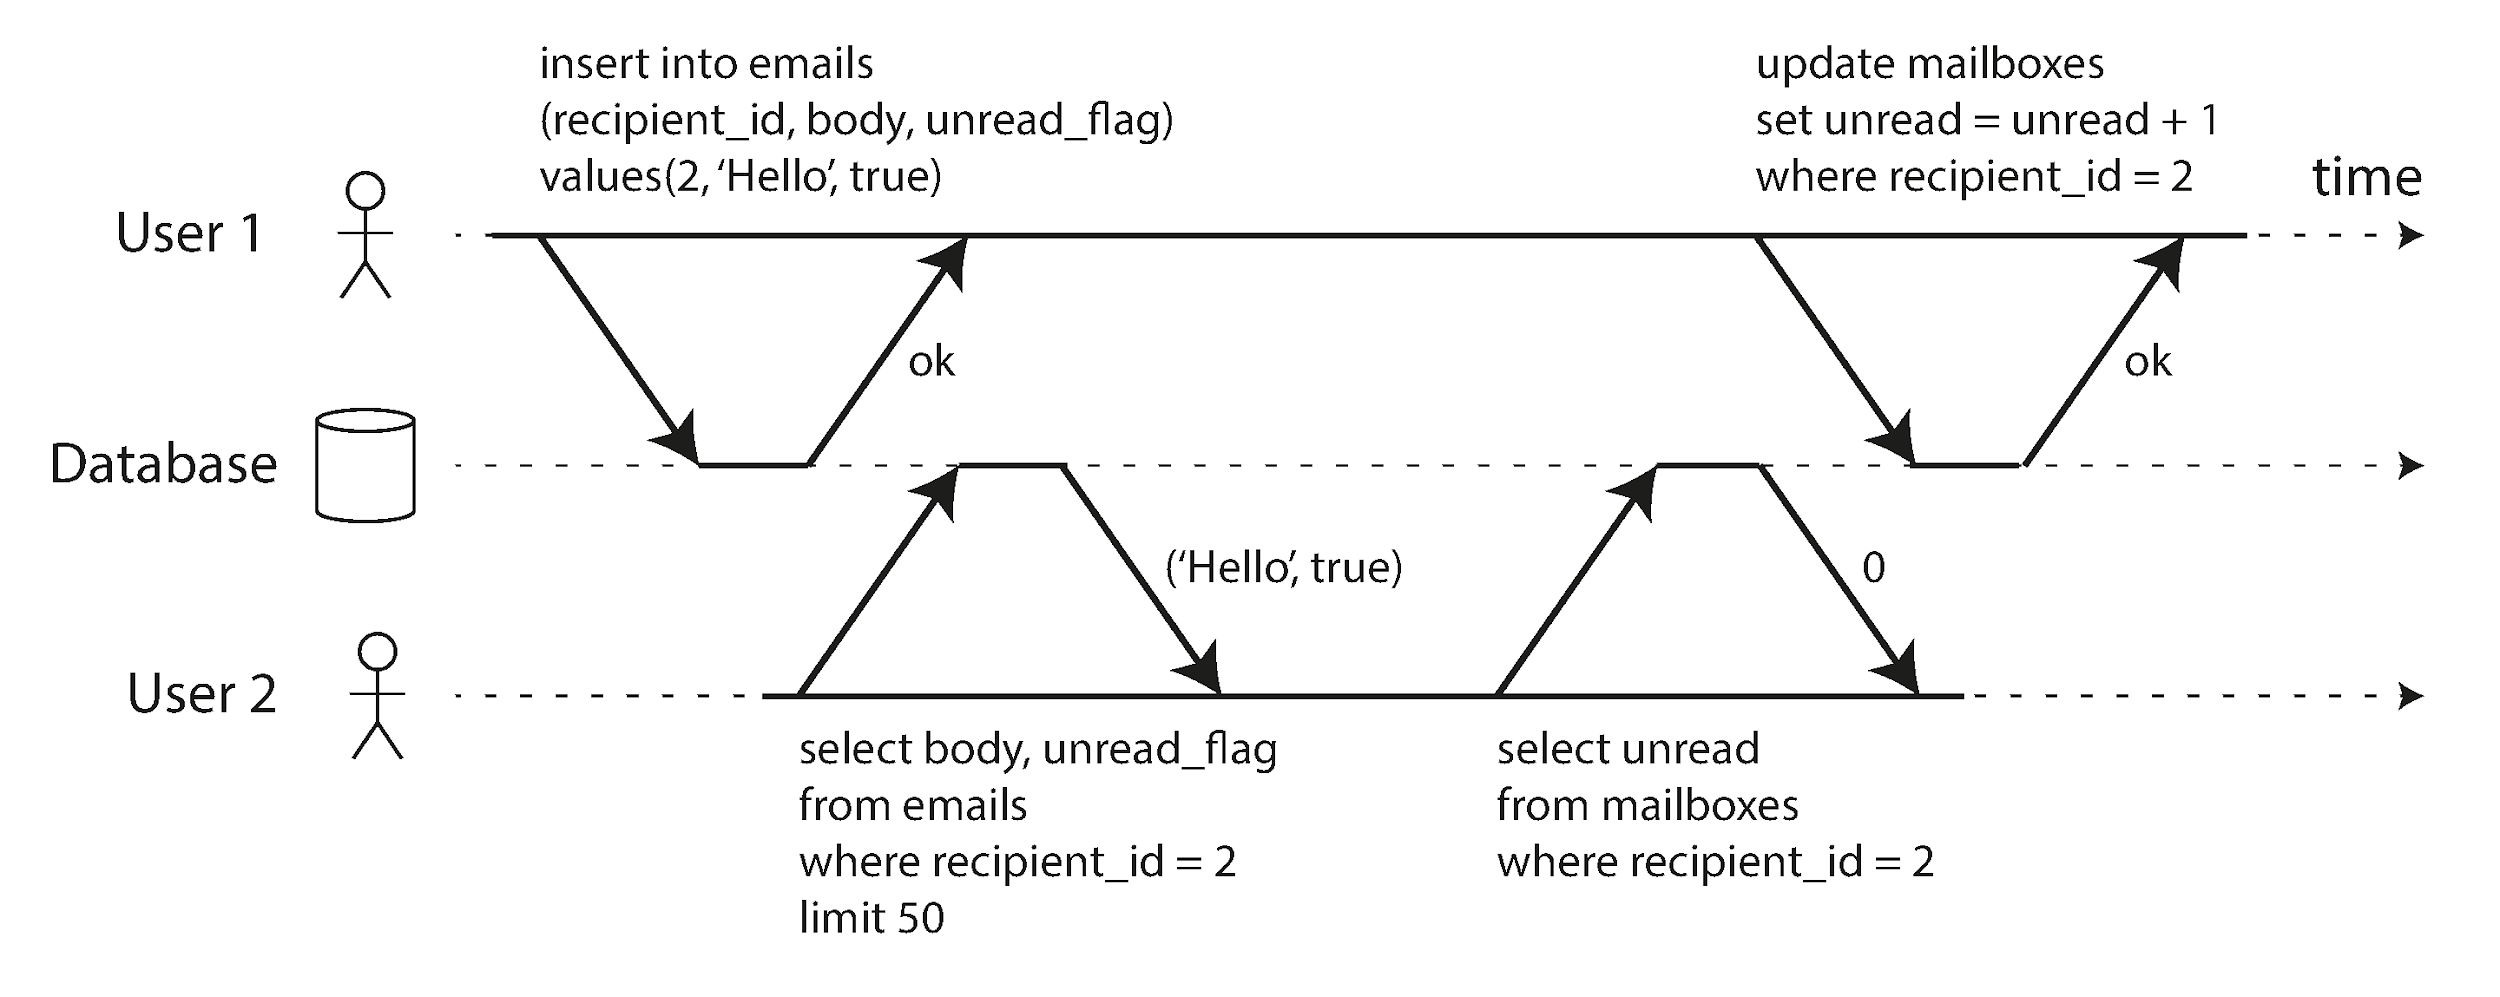 insert into emails
(recipient_id, body, unread_flag)
values(2, ‘Hello’, true)
update mailboxes
set unread = unread + 1
where recipient_id = 2
time
User 1
ok
ok
Database
(‘Hello’, true)
0
User 2
select body, unread_flag
from emails
where recipient_id = 2
limit 50
select unread
from mailboxes
where recipient_id = 2